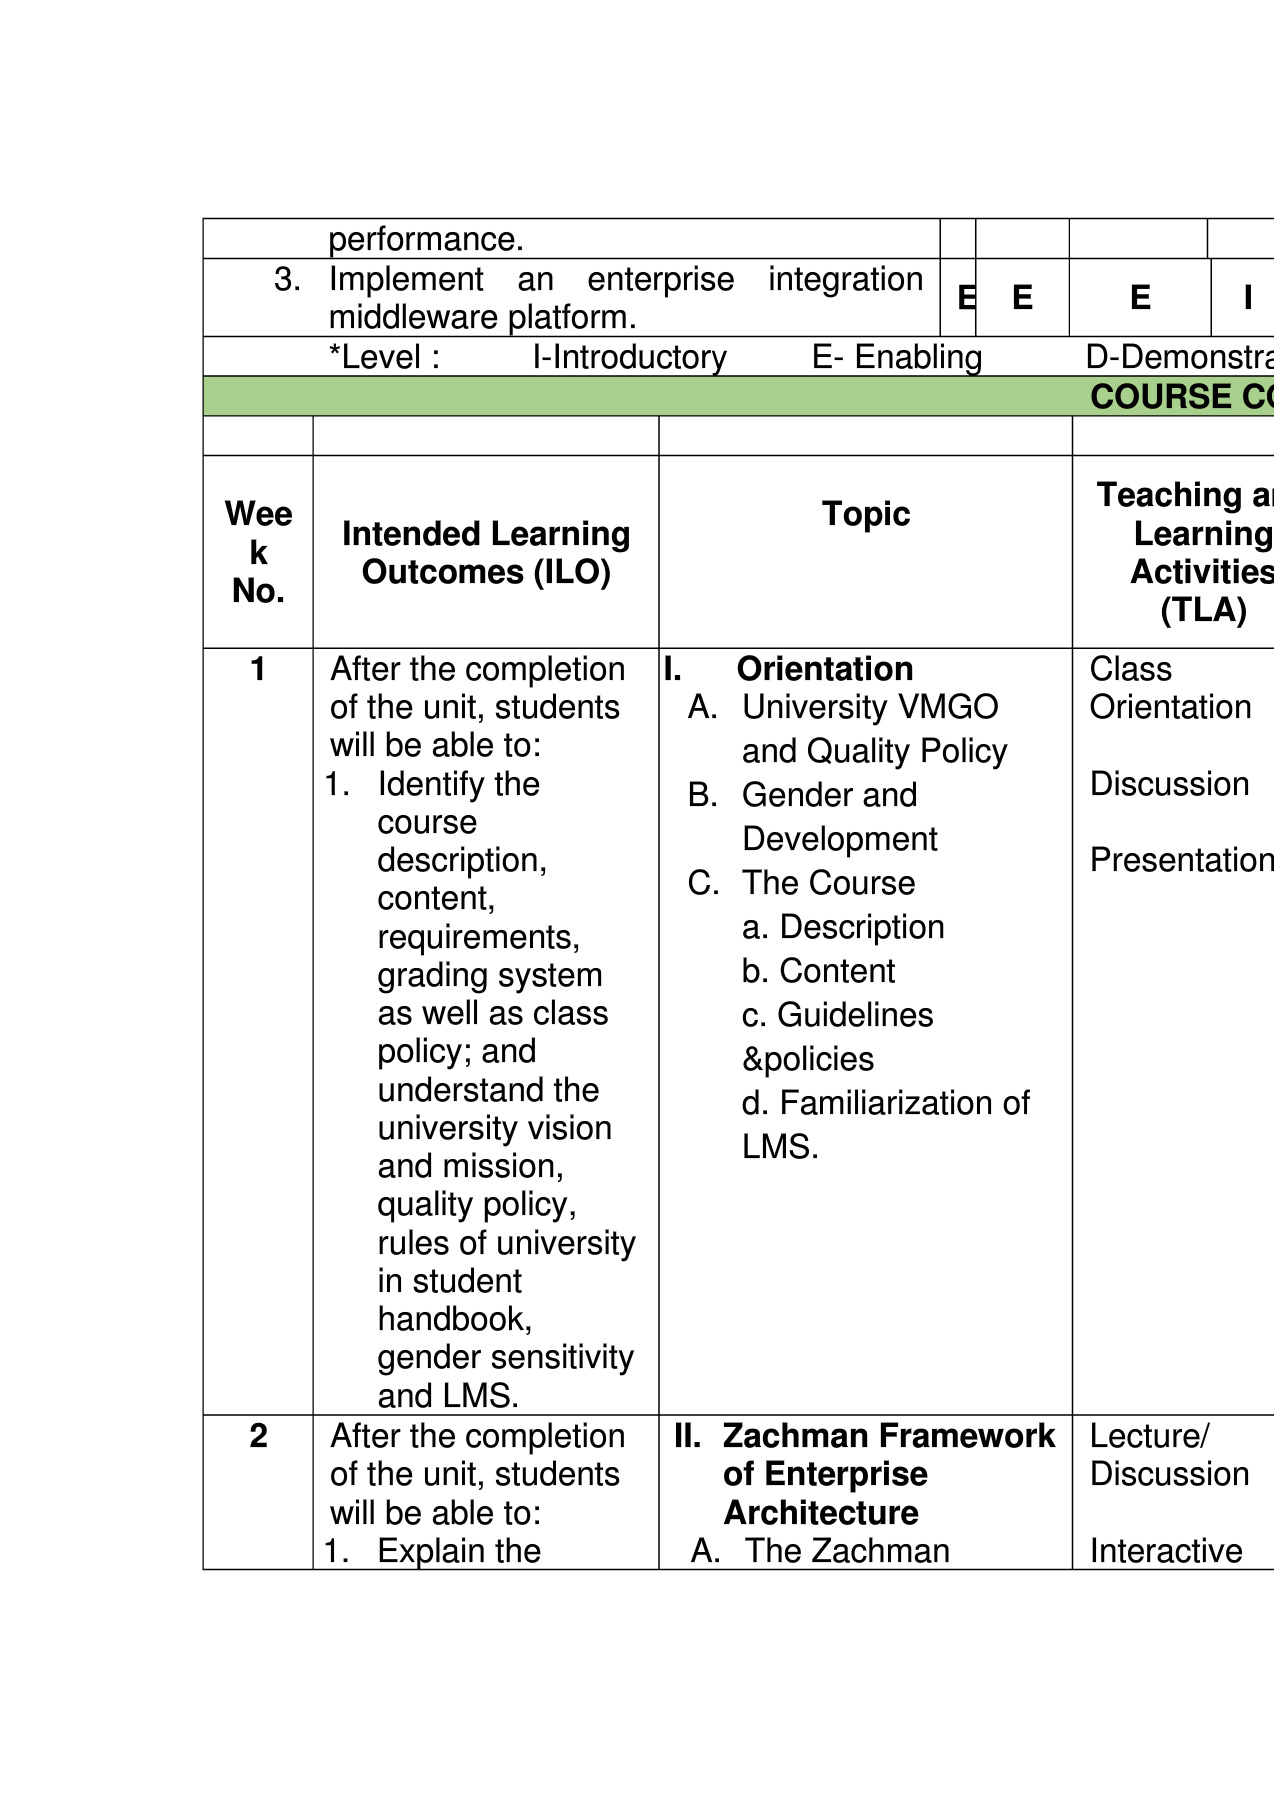 performance.
3. Implement an enterprise integration
middleware platform.
E E E I
*Level : I-Introductory E- Enabling D-Demonstra
COURSE CO
Wee
k
No.
Intended Learning
Outcomes (ILO)
Topic
Teaching an
Learning
Activities
(TLA)
1
After the completion
of the unit, students
will be able to:
1. Identify the
course
description,
content,
requirements,
grading system
as well as class
policy; and
understand the
university vision
and mission,
quality policy,
rules of university
in student
handbook,
gender sensitivity
and LMS.
I. Orientation
A. University VMGO
and Quality Policy
B. Gender and
Development
C. The Course
a. Description
b. Content
c. Guidelines
&policies
d. Familiarization of
LMS.
Class
Orientation
Discussion
Presentation
2
After the completion
of the unit, students
will be able to:
1. Explain the
II. Zachman Framework
of Enterprise
Architecture
A. The Zachman
Lecture/
Discussion
Interactive